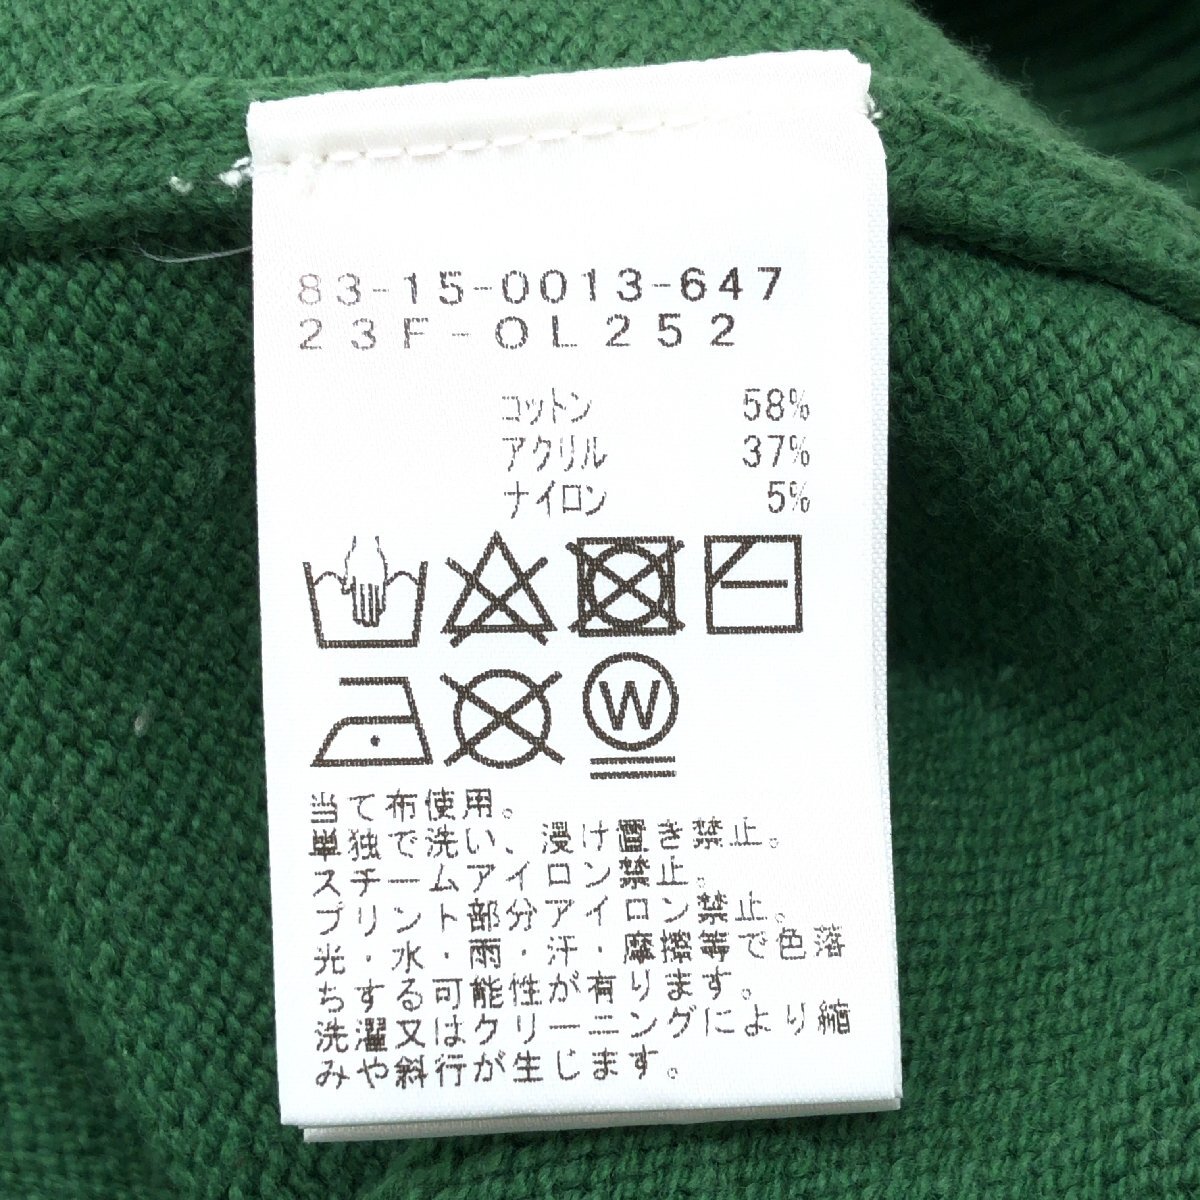 83-15-0013-647
23F-OL252
コットン 58%
アクリル 37%
ナイロン 5%
W
当て布使用。
単独で洗い、浸け置き禁止。
スチームアイロン禁止。
プリント部分アイロン禁止。
光・水・雨・汗・摩擦等で色落
ちする可能性が有ります。
洗濯又はクリーニングにより縮
みや斜行が生じます。